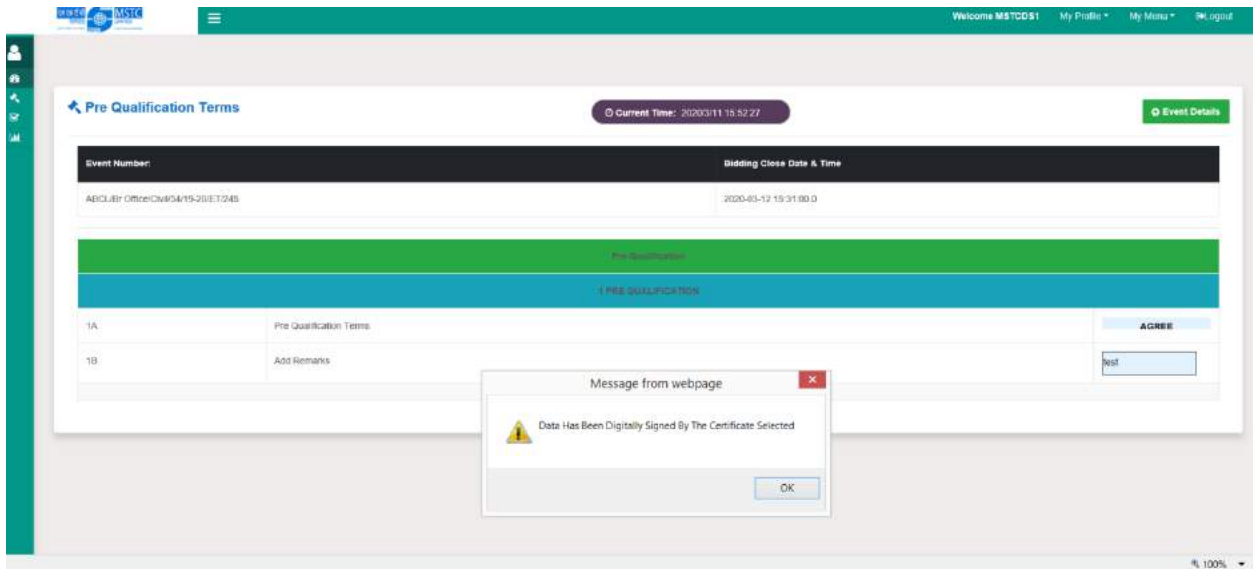 MSTC
Welcome MSTCDS1 My Profile My Menu Logout
Pre Qualification Terms
Current Time: 2020/3/11 15:52:27
Event Details
Event Number: Bidding Close Date & Time
ABCL/Br Office/Civil/34/19-20/ET/245 2020-03-12 15:31:00.0
Pre-Qualification
1 PRE QUALIFICATION
1A Pre Qualification Terms AGREE
1B Add Remarks test
Message from webpage
Data Has Been Digitally Signed By The Certificate Selected
OK
100%